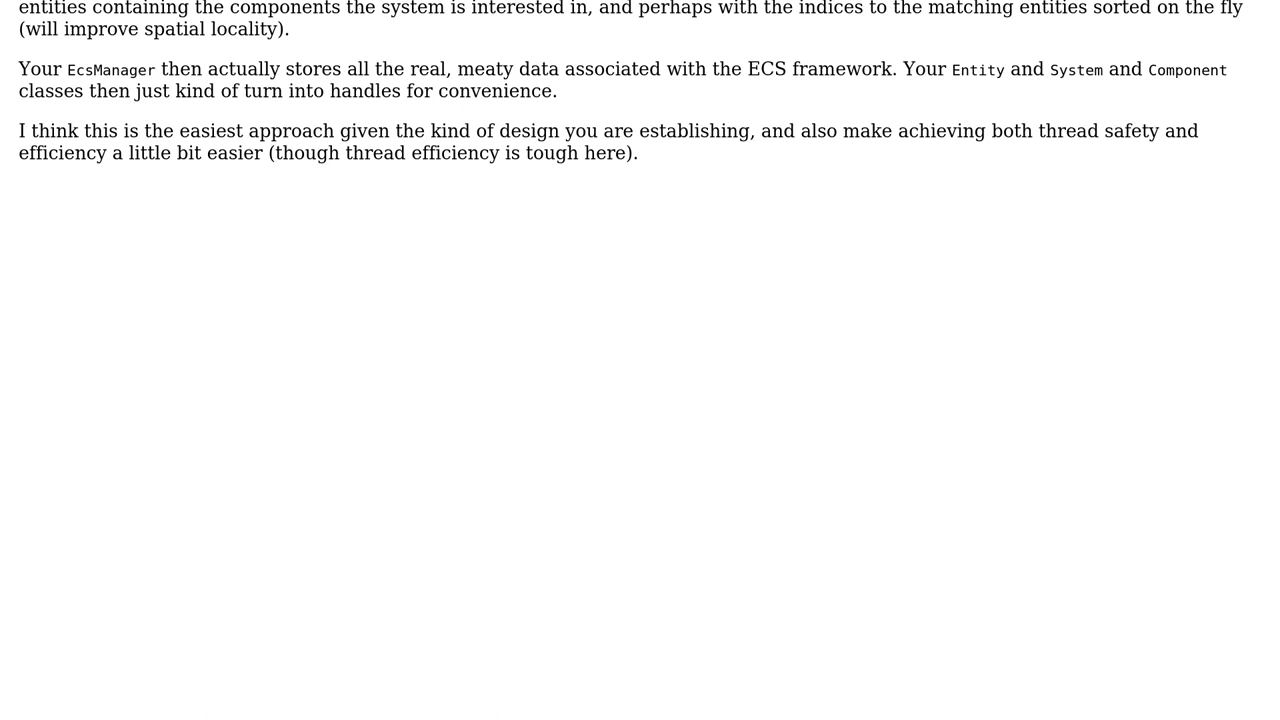 entities containing the components the system is interested in, and perhaps with the indices to the matching entities sorted on the fly
(will improve spatial locality).
Your EcsManager then actually stores all the real, meaty data associated with the ECS framework. Your Entity and System and Component
classes then just kind of turn into handles for convenience.
I think this is the easiest approach given the kind of design you are establishing, and also make achieving both thread safety and
efficiency a little bit easier (though thread efficiency is tough here).